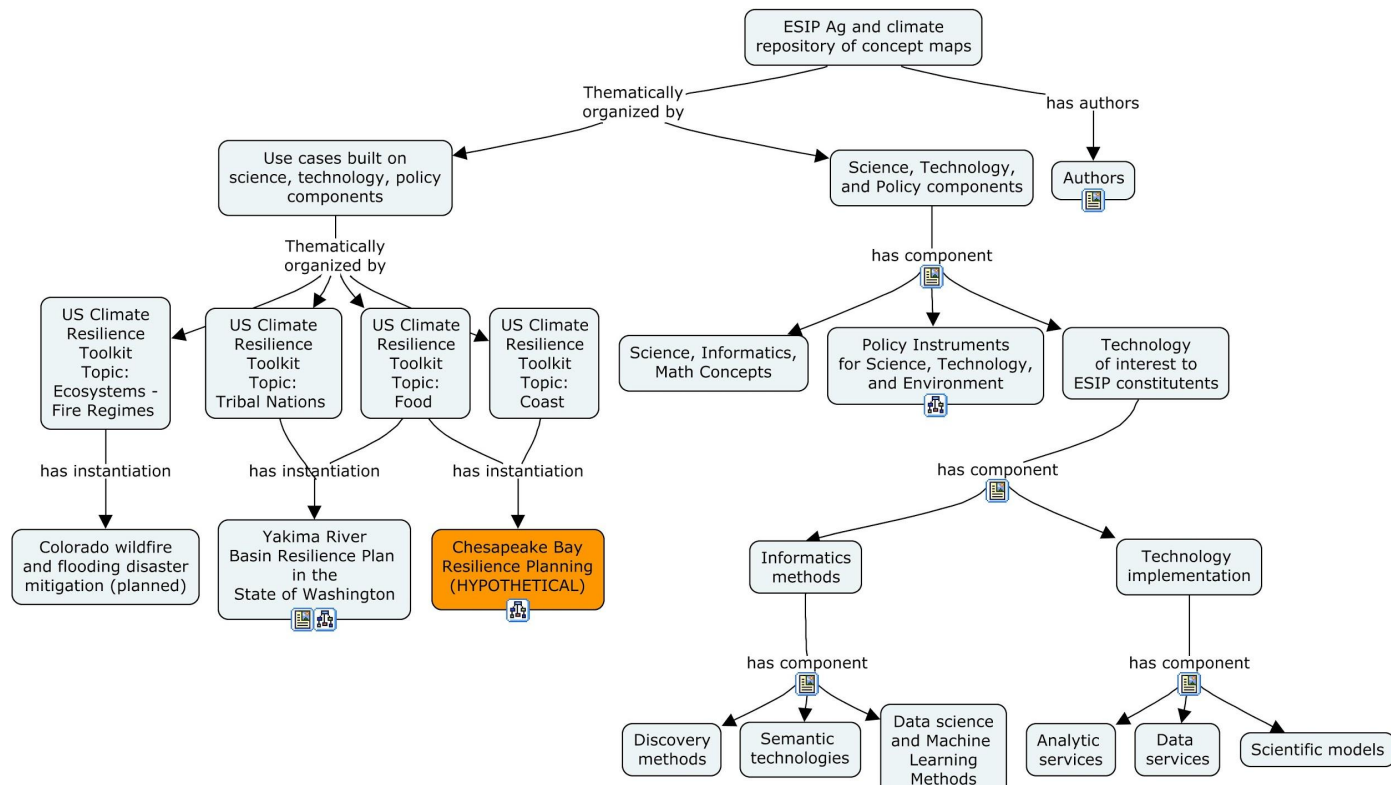 ESIP Ag and climate
repository of concept maps
Thematically
organized by
has authors
Use cases built on
science, technology, policy
components
Science, Technology,
and Policy components
Authors
Thematically
organized by
has component
US Climate
Resilience
Toolkit
Topic:
Ecosystems -
Fire Regimes
US Climate
Resilience
Toolkit
Topic:
Tribal Nations
US Climate
Resilience
Toolkit
Topic:
Food
US Climate
Resilience
Toolkit
Topic:
Coast
Science, Informatics,
Math Concepts
Policy Instruments
for Science, Technology,
and Environment
Technology
of interest to
ESIP constitutents
has instantiation
has instantiation
has instantiation
has component
Colorado wildfire
and flooding disaster
mitigation (planned)
Yakima River
Basin Resilience Plan
in the
State of Washington
Chesapeake Bay
Resilience Planning
(HYPOTHETICAL)
Informatics
methods
Technology
implementation
has component
has component
Discovery
methods
Semantic
technologies
Data science
and Machine
Learning
Methods
Analytic
services
Data
services
Scientific models